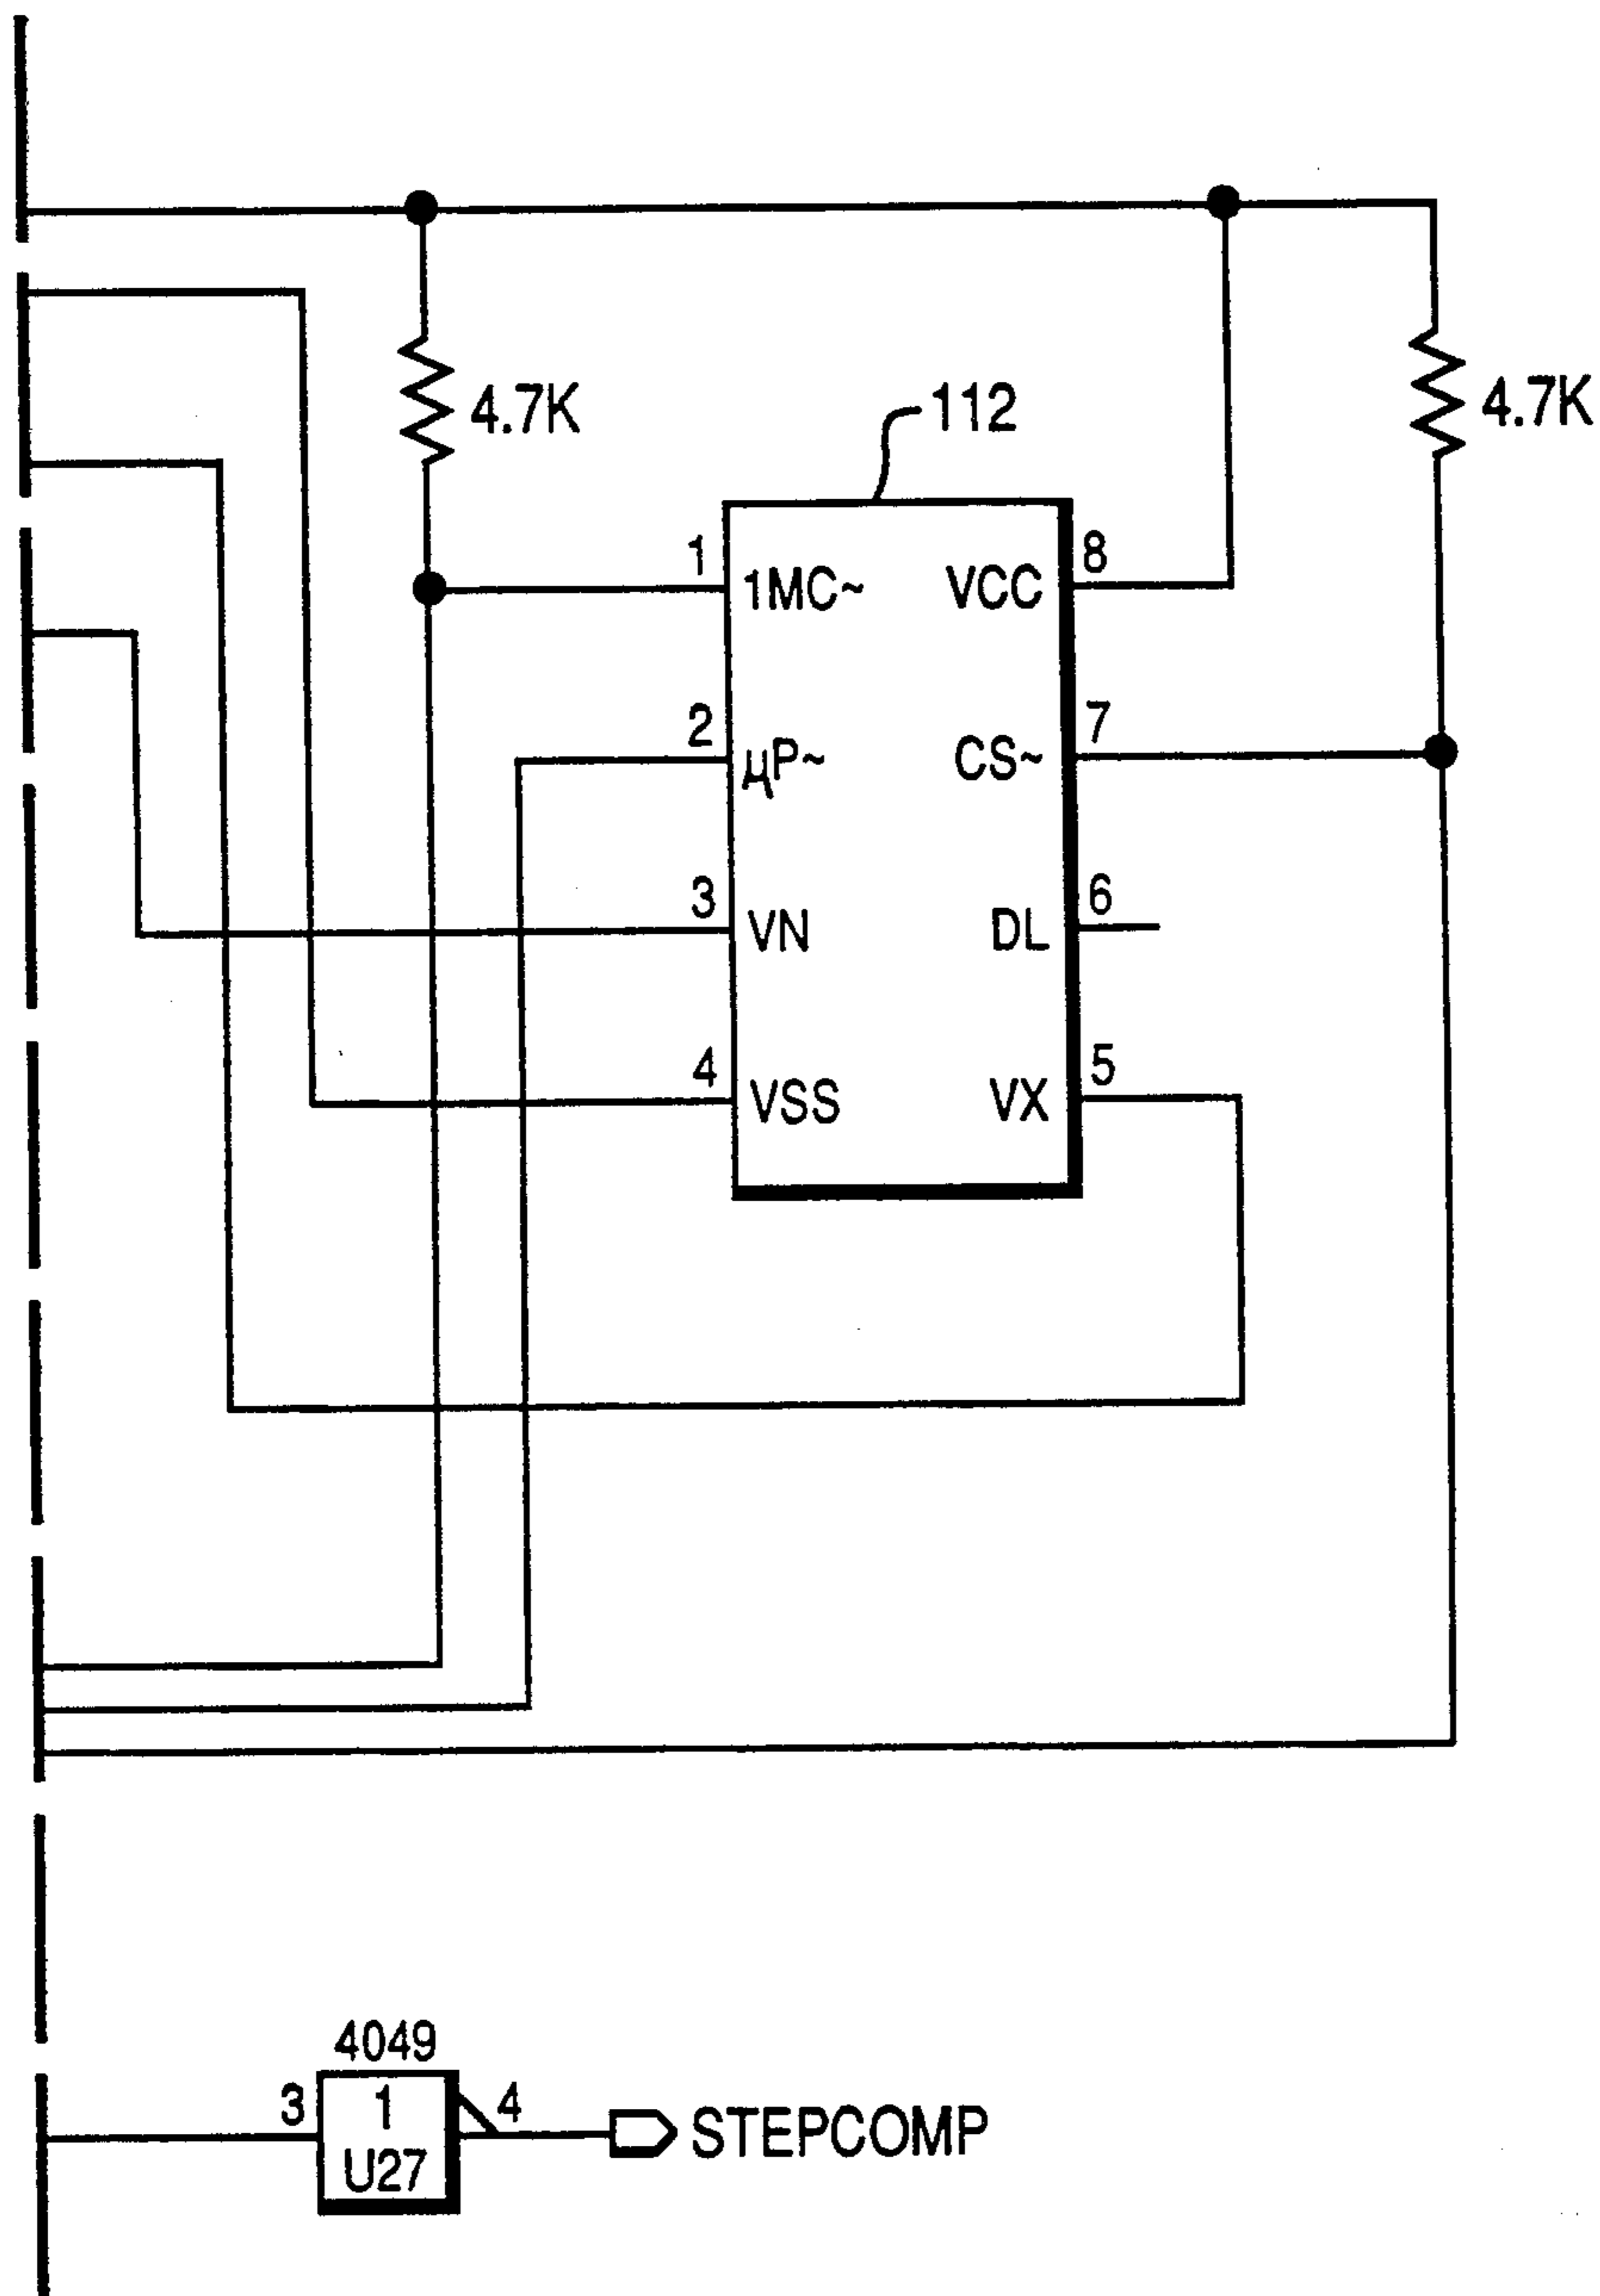 4.7K
112
4.7K
1
1MC~
VCC
8
2
µP~
CS~
7
3
VN
DL
6
4
VSS
VX
5
4049
3
1
4
U27
STEPCOMP